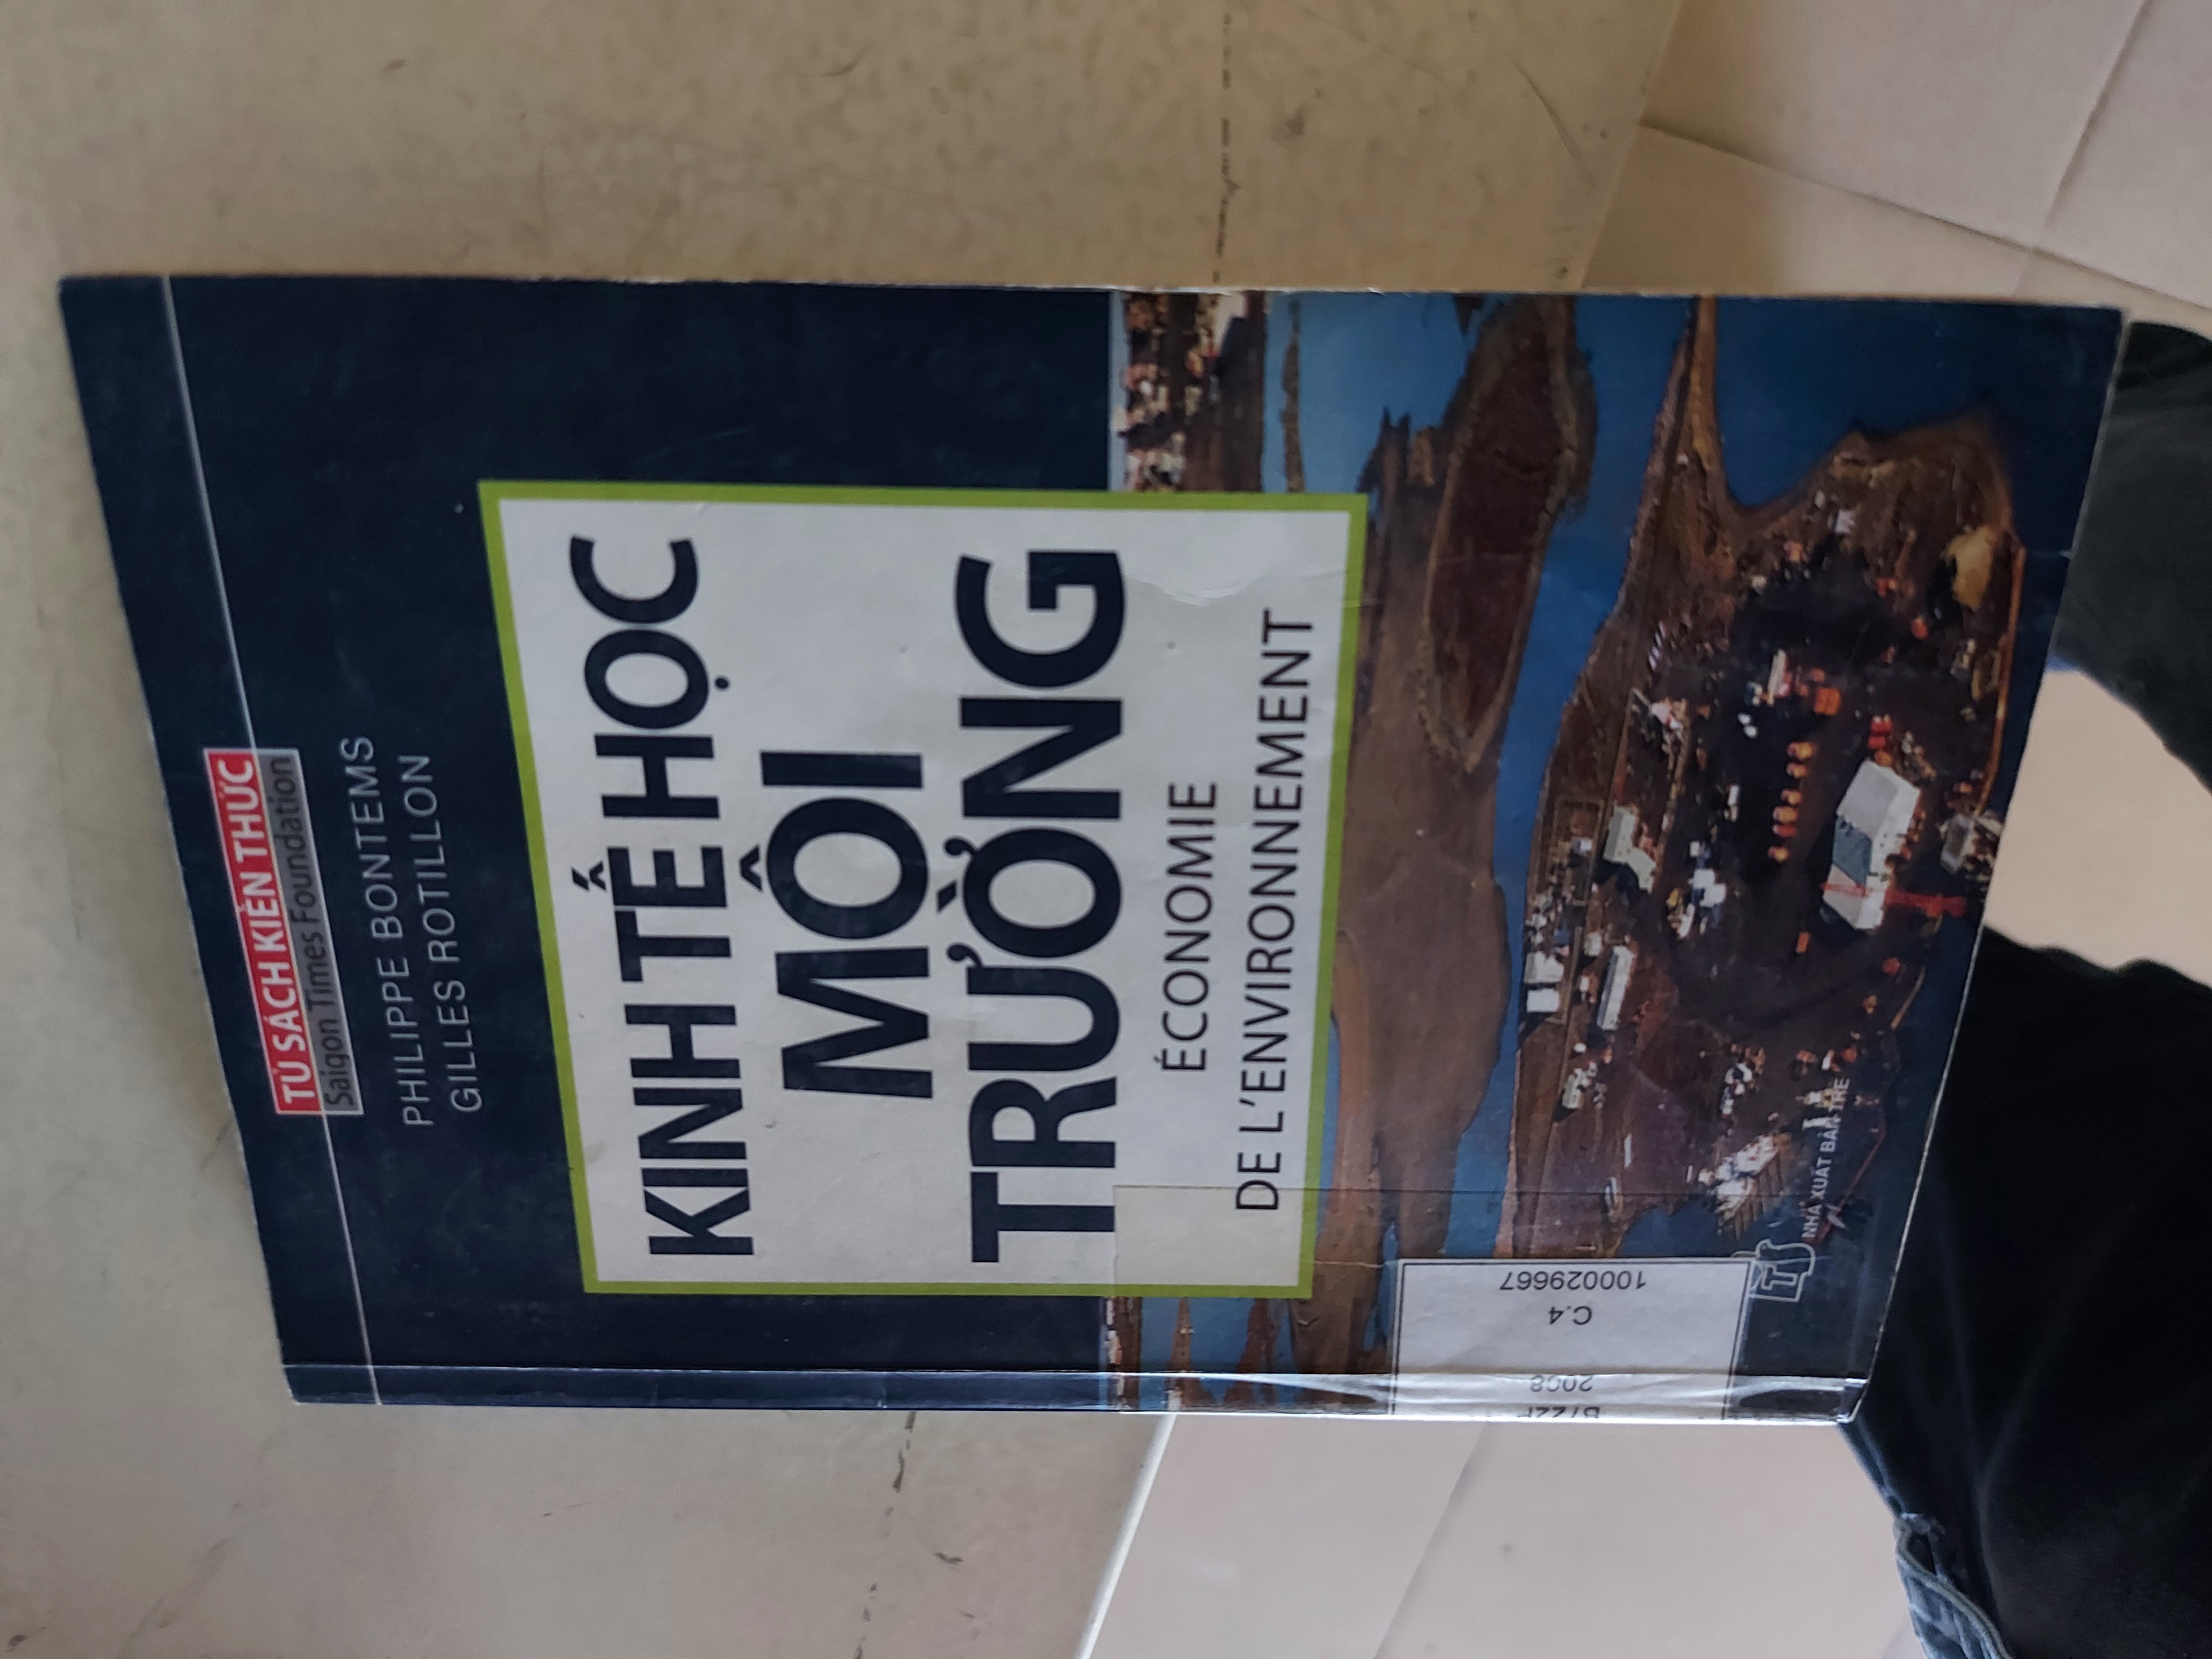 TỦ SÁCH KIẾN THỨC
Saigon Times Foundation
PHILIPPE BONTEMS
GILLES ROTILLON
KINH TẾ HỌC
MÔI
TRƯỜNG
ÉCONOMIE
DE L'ENVIRONNEMENT
2008
C.4
100029667
NHÀ XUẤT BẢN TRẺ